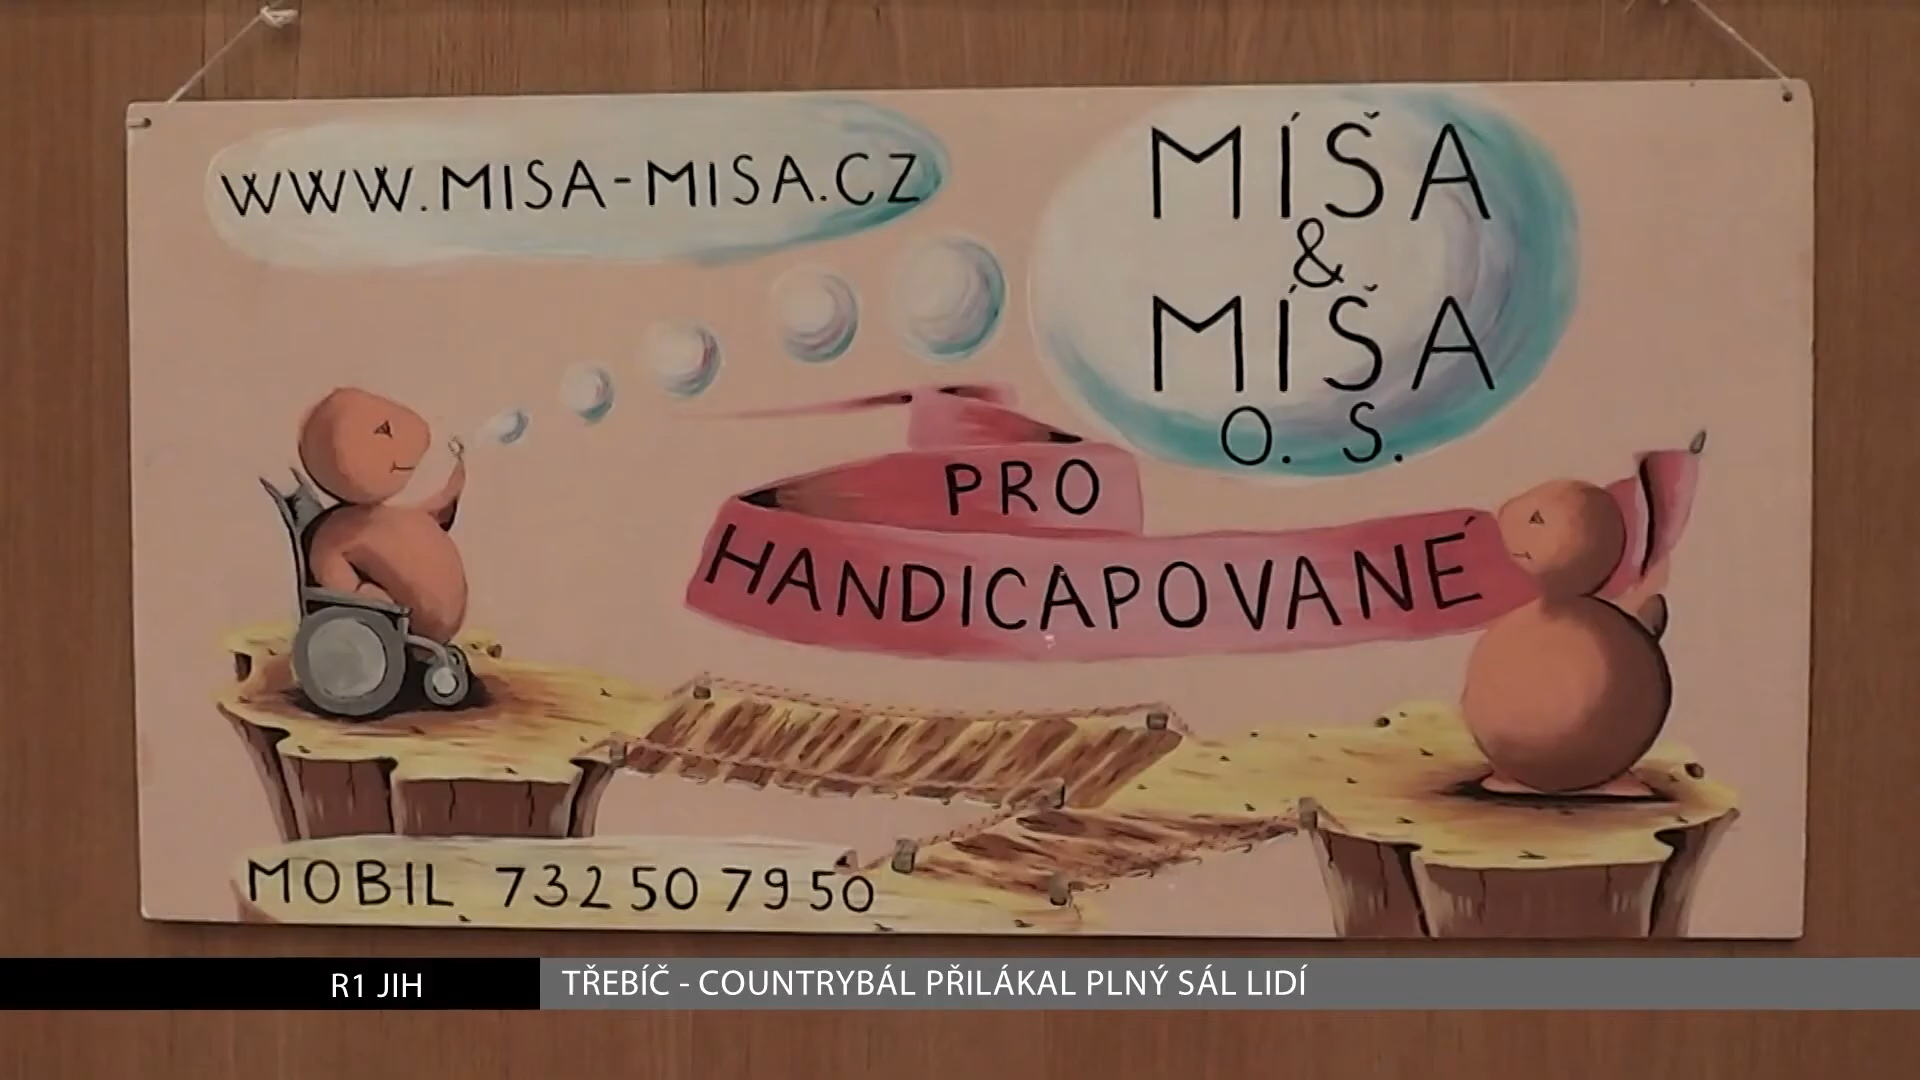 WWW.MISA-MISA.CZ
MÍŠA
&
MÍŠA
O. S.
PRO
HANDICAPOVANÉ
MOBIL 732 50 79 50
R1 JIH
TŘEBÍČ - COUNTRYBÁL PŘILÁKAL PLNÝ SÁL LIDÍ